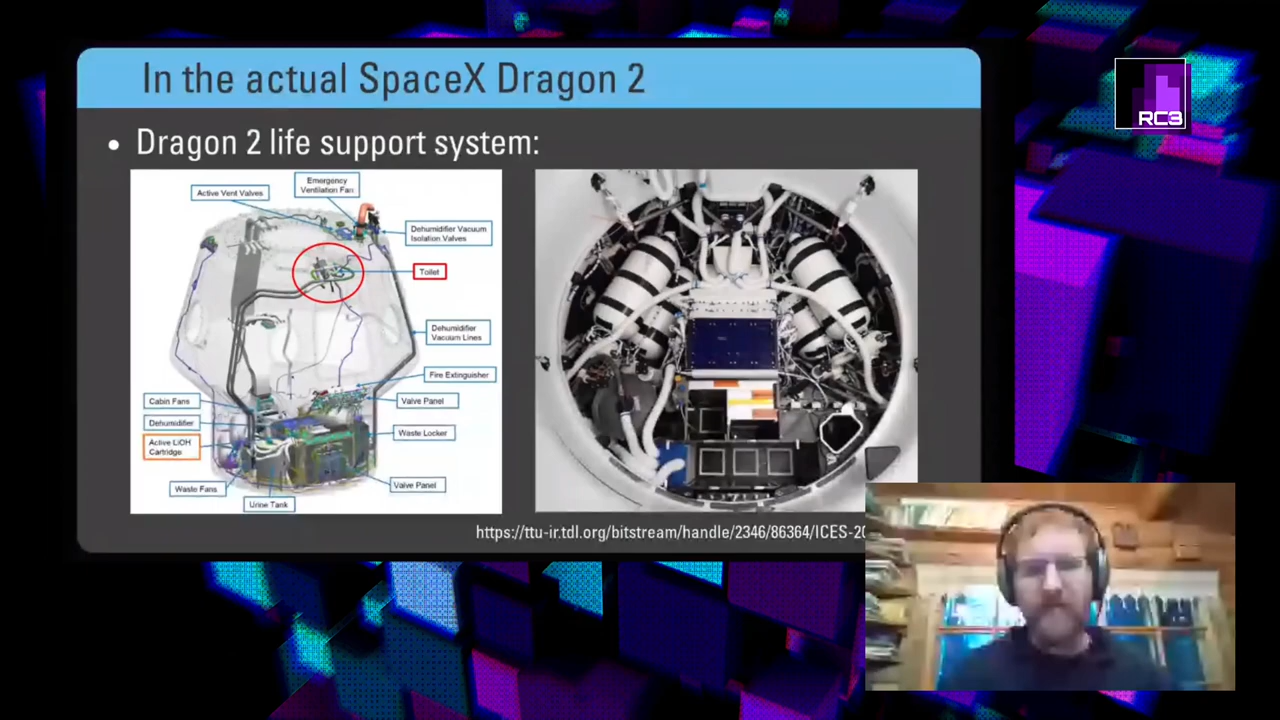 In the actual SpaceX Dragon 2
RC3
• Dragon 2 life support system:
Emergency
Ventilation Fan
Active Vent Valves
Dehumidifier Vacuum
Isolation Valves
Toilet
Dehumidifier
Vacuum Lines
Fire Extinguisher
Cabin Fans
Valve Panel
Dehumidifier
Waste Locker
Active LiOH
Cartridge
Waste Fans
Valve Panel
Urine Tank
https://ttu-ir.tdl.org/bitstream/handle/2346/86364/ICES-20